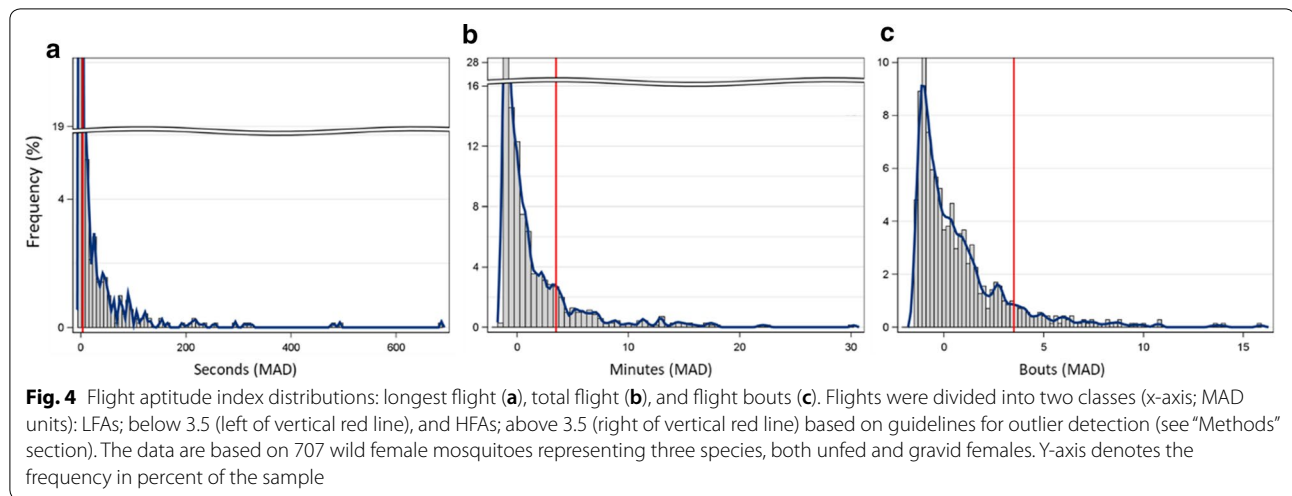 a
b
c
19
4
0
Frequency (%)
0
200
400
600
Seconds (MAD)
28
16
12
8
4
0
0
10
20
30
Minutes (MAD)
10
8
6
4
2
0
0
5
10
15
Bouts (MAD)
Fig. 4 Flight aptitude index distributions: longest flight (a), total flight (b), and flight bouts (c). Flights were divided into two classes (x-axis; MAD
units): LFAs; below 3.5 (left of vertical red line), and HFAs; above 3.5 (right of vertical red line) based on guidelines for outlier detection (see “Methods”
section). The data are based on 707 wild female mosquitoes representing three species, both unfed and gravid females. Y-axis denotes the
frequency in percent of the sample